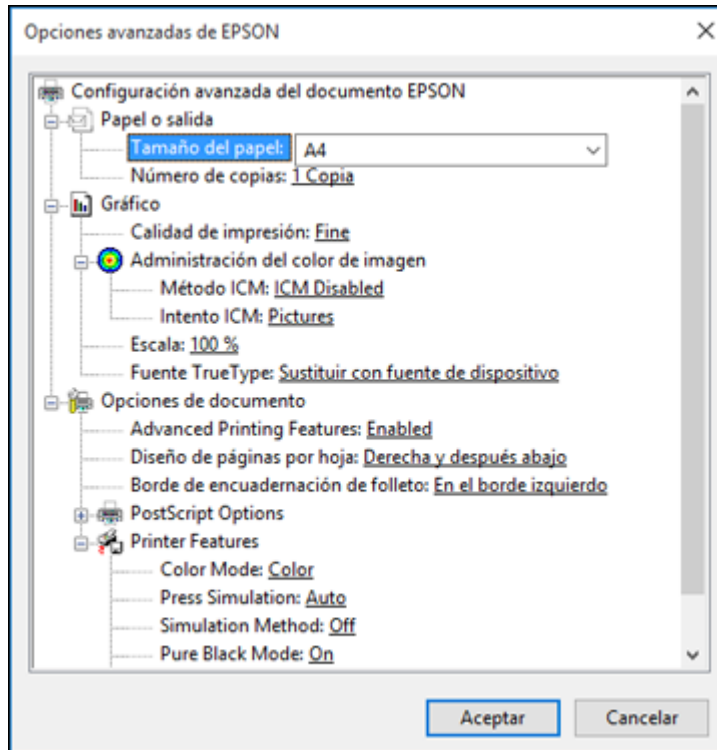 Opciones avanzadas de EPSON
Configuración avanzada del documento EPSON
Papel o salida
Tamaño del papel: A4
Número de copias: 1 Copia
Gráfico
Calidad de impresión: Fine
Administración del color de imagen
Método ICM: ICM Disabled
Intento ICM: Pictures
Escala: 100 %
Fuente TrueType: Sustituir con fuente de dispositivo
Opciones de documento
Advanced Printing Features: Enabled
Diseño de páginas por hoja: Derecha y después abajo
Borde de encuadernación de folleto: En el borde izquierdo
PostScript Options
Printer Features
Color Mode: Color
Press Simulation: Auto
Simulation Method: Off
Pure Black Mode: On
Aceptar Cancelar